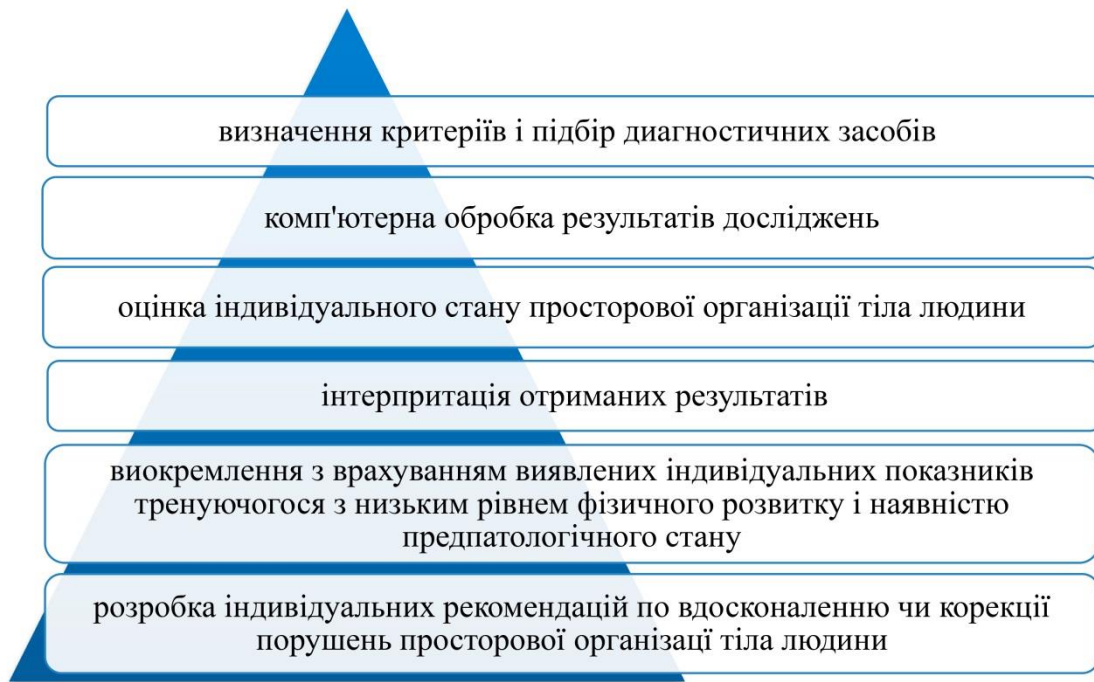 визначення критеріїв і підбір диагностичних засобів
комп'ютерна обробка результатів досліджень
оцінка індивідуального стану просторової організації тіла людини
інтерпритація отриманих результатів
виокремлення з врахуванням виявлених індивідуальних показників
тренуючогося з низьким рівнем фізичного розвитку і наявністю
предпатологічного стану
розробка індивідуальних рекомендацій по вдосконаленню чи корекції
порушень просторової організаці тіла людини